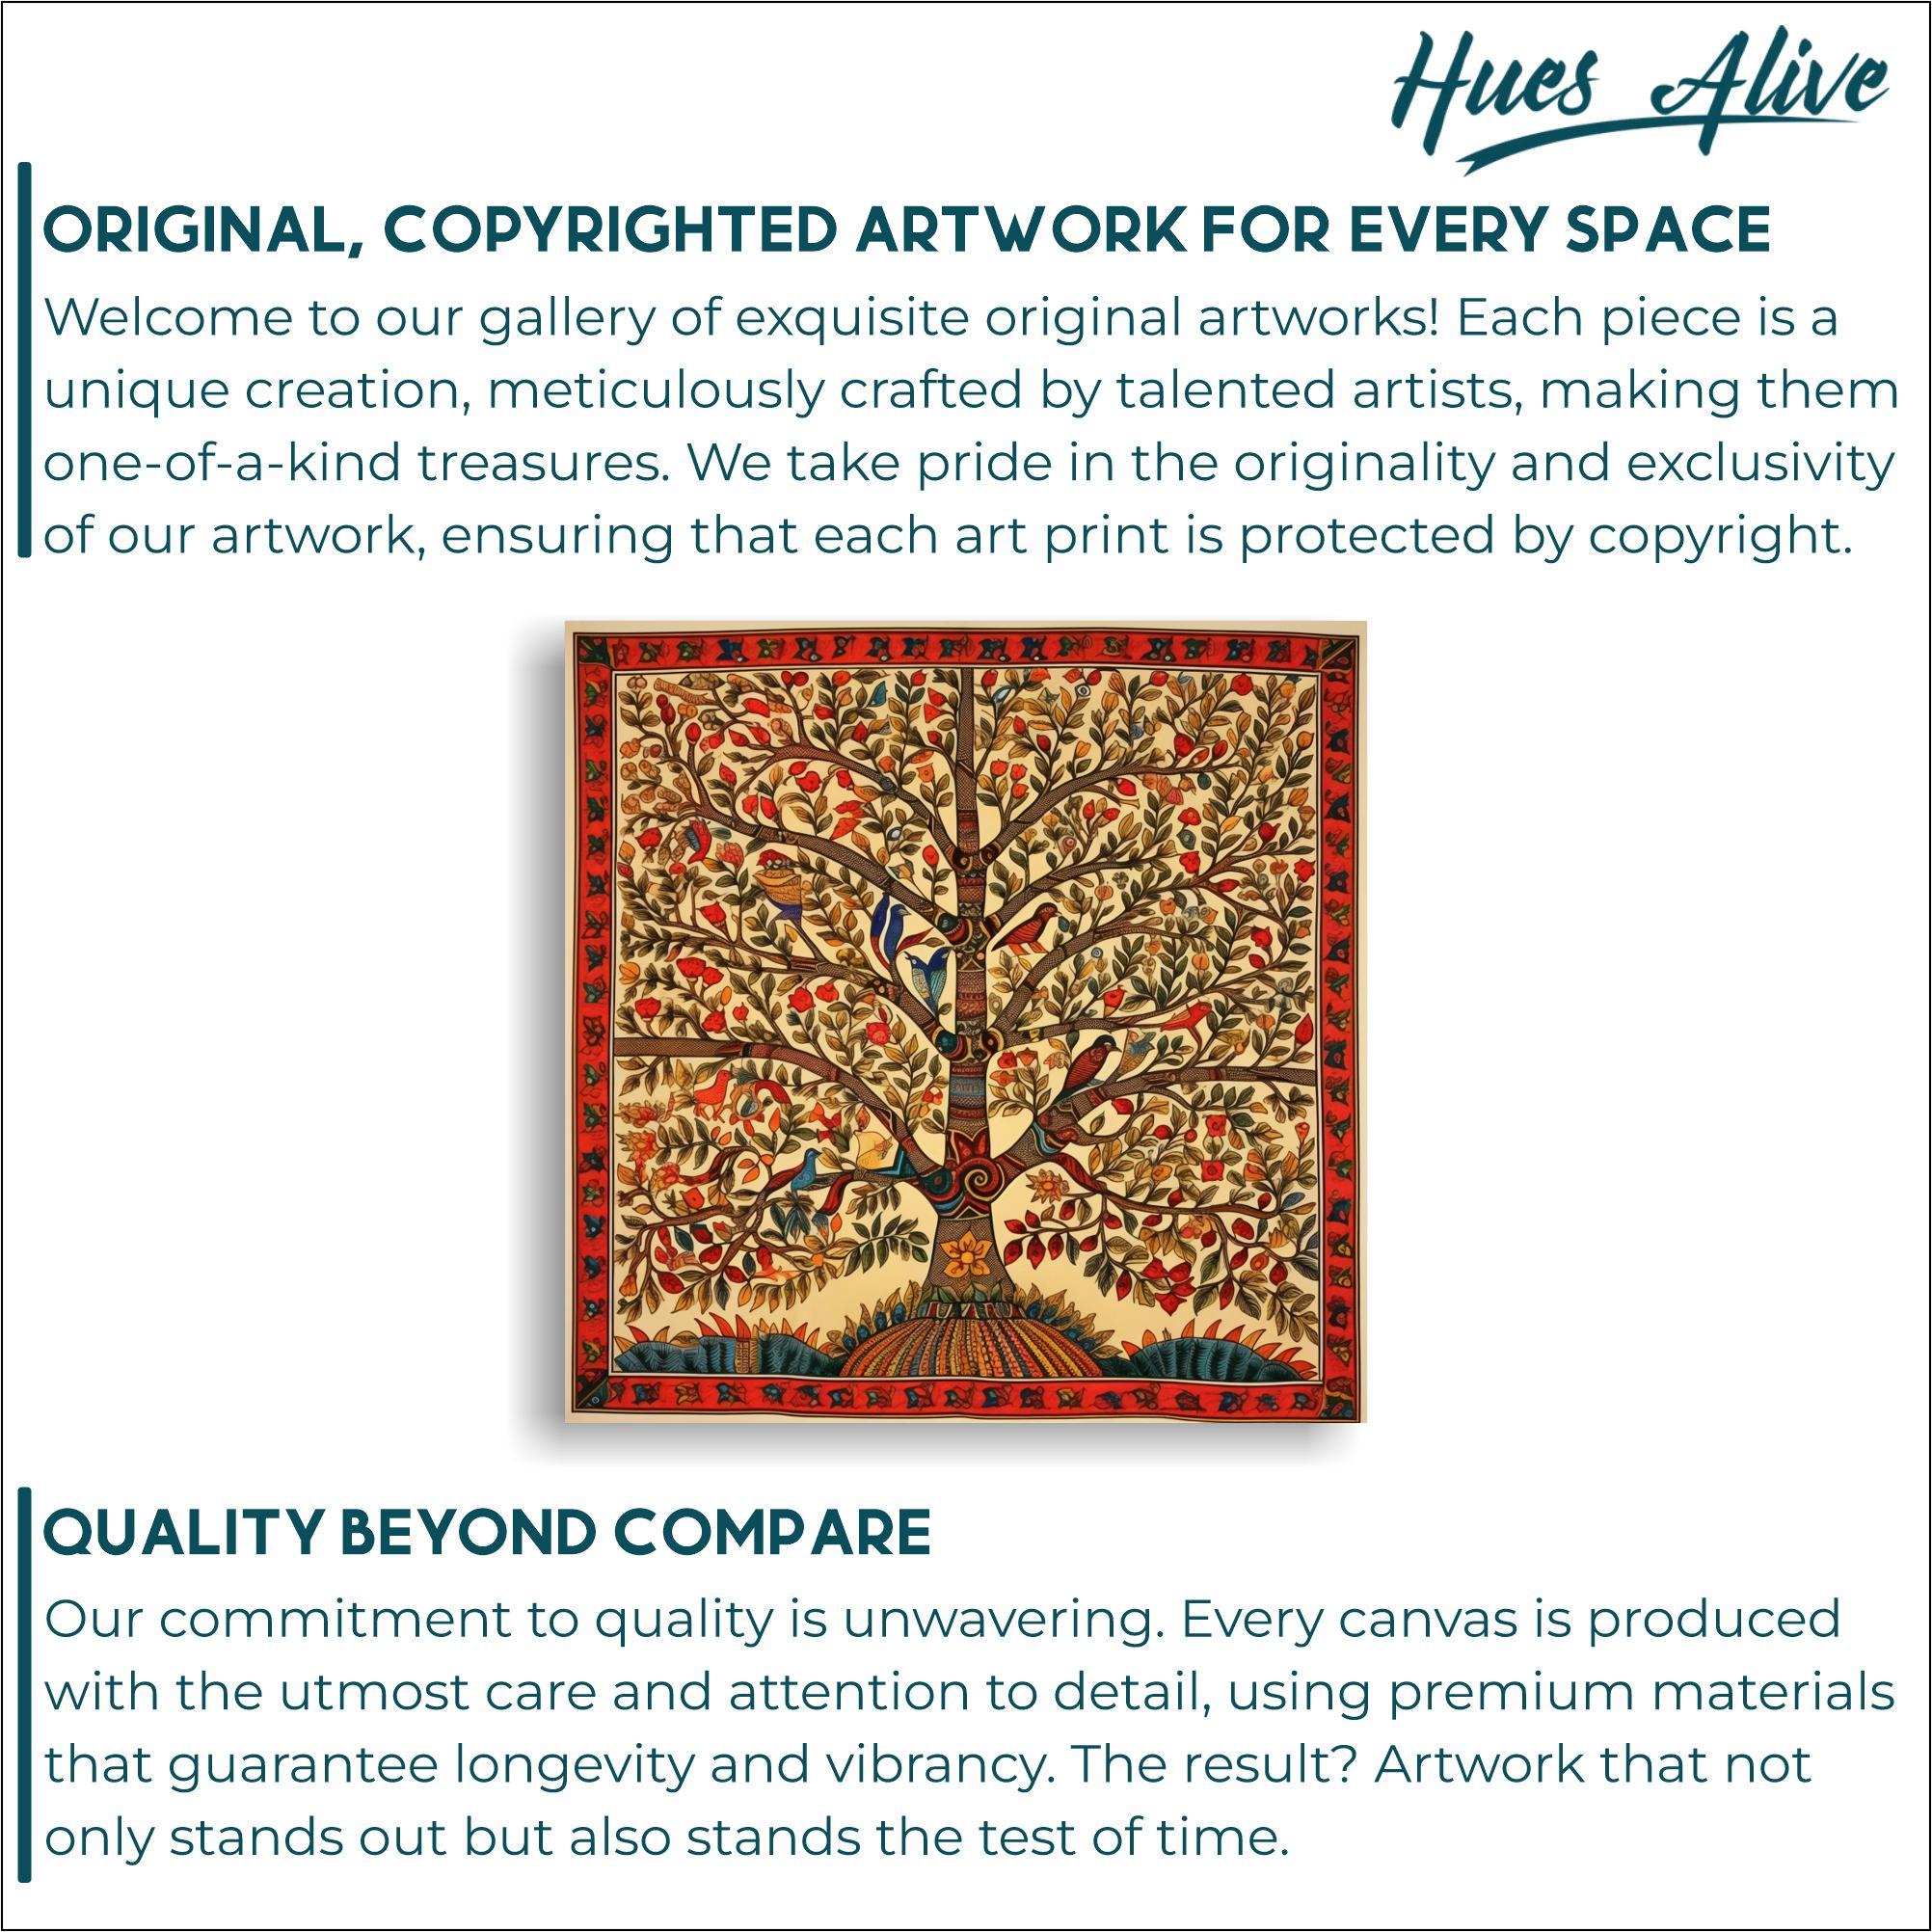 Hues Alive
ORIGINAL, COPYRIGHTED ARTWORK FOR EVERY SPACE
Welcome to our gallery of exquisite original artworks! Each piece is a
unique creation, meticulously crafted by talented artists, making them
one-of-a-kind treasures. We take pride in the originality and exclusivity
of our artwork, ensuring that each art print is protected by copyright.
QUALITY BEYOND COMPARE
Our commitment to quality is unwavering. Every canvas is produced
with the utmost care and attention to detail, using premium materials
that guarantee longevity and vibrancy. The result? Artwork that not
only stands out but also stands the test of time.